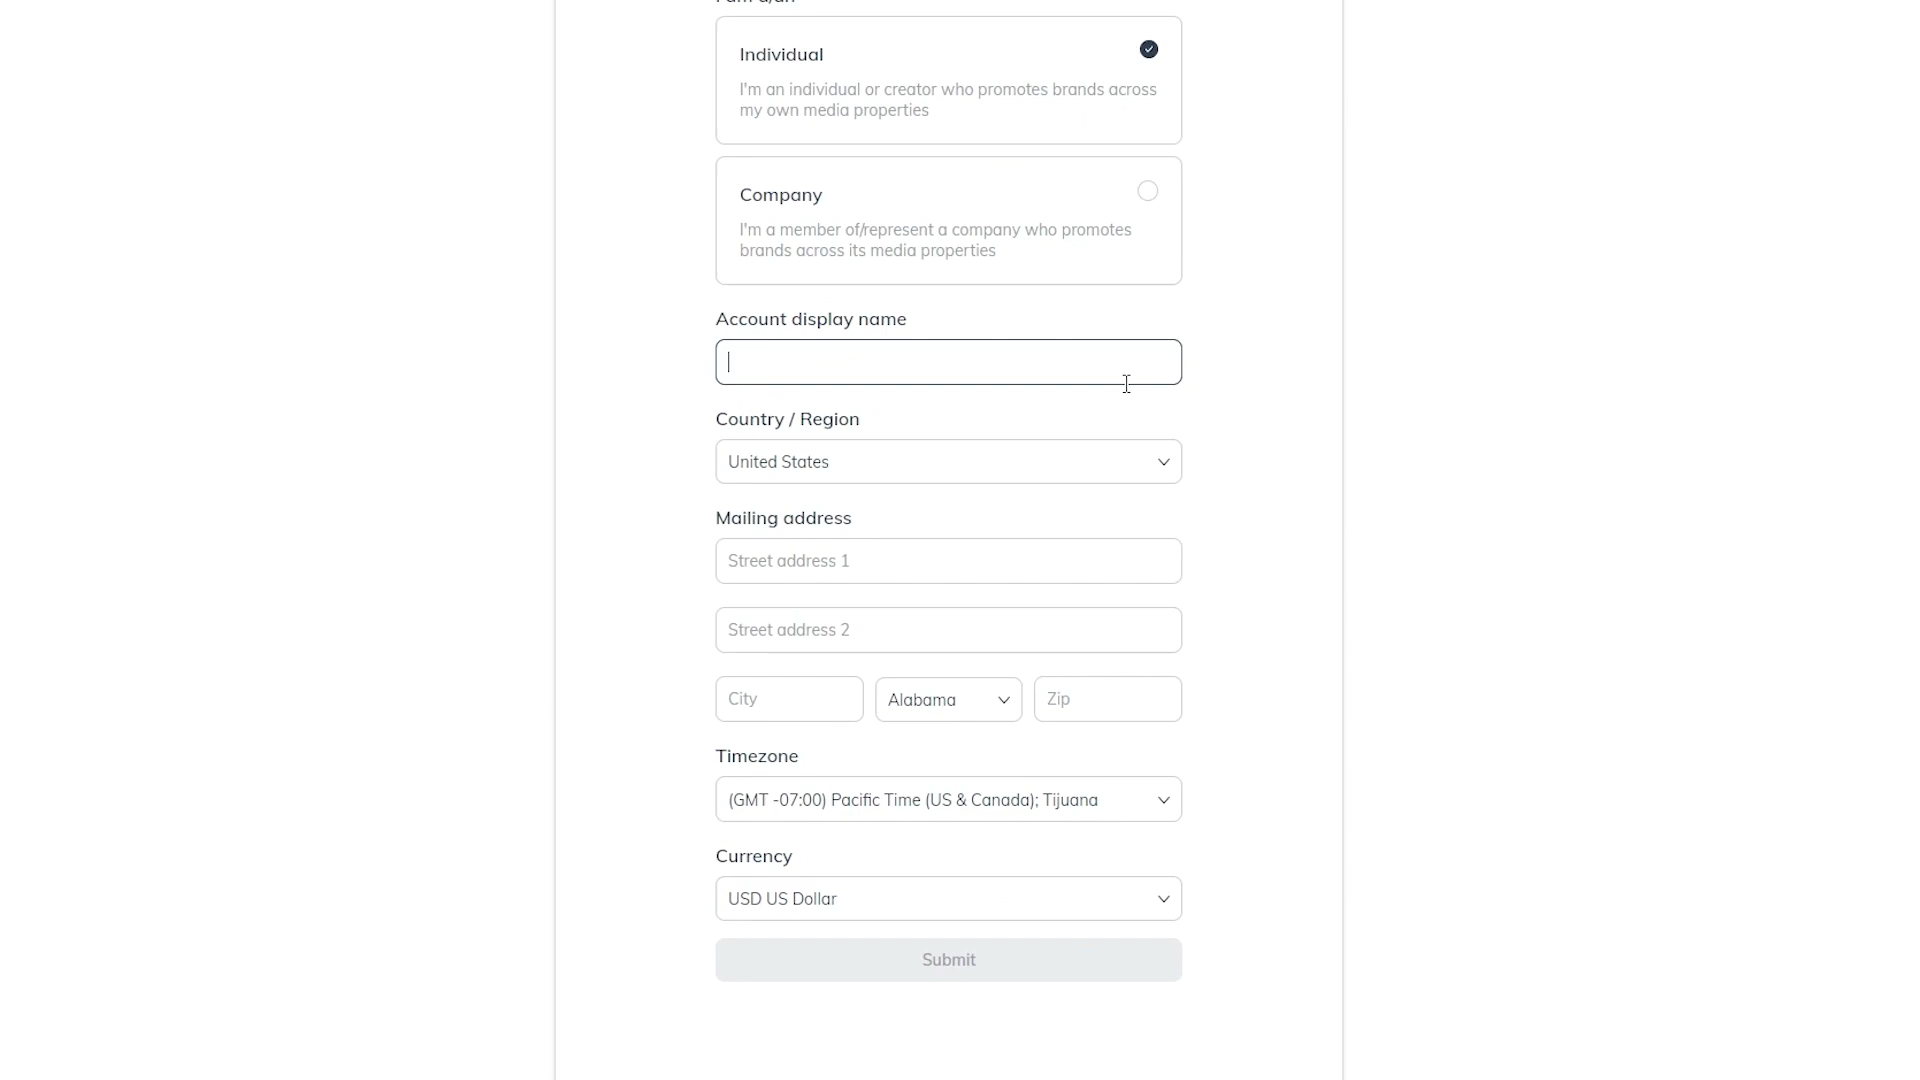 Individual
I'm an individual or creator who promotes brands across
my own media properties
Company
I'm a member of/represent a company who promotes
brands across its media properties
Account display name
Country / Region
United States
Mailing address
Street address 1
Street address 2
City
Alabama
Zip
Timezone
(GMT -07:00) Pacific Time (US & Canada); Tijuana
Currency
USD US Dollar
Submit